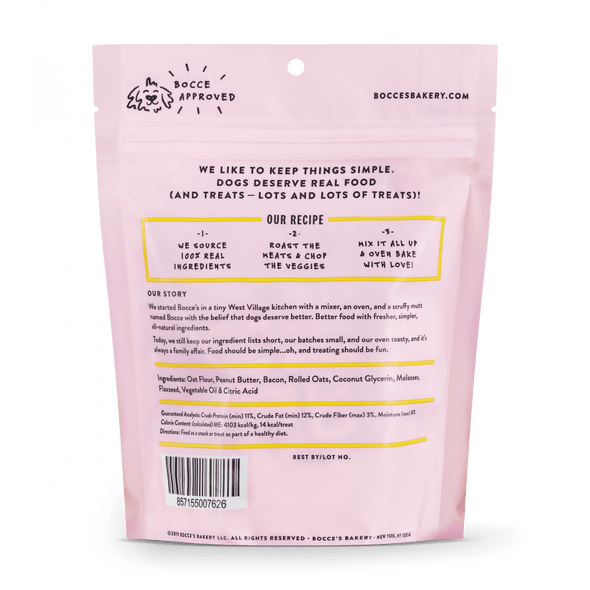 BOCCE
APPROVED
BOCCESBAKERY.COM
WE LIKE TO KEEP THINGS SIMPLE.
DOGS DESERVE REAL FOOD
(AND TREATS — LOTS AND LOTS OF TREATS)!
OUR RECIPE
-1-
WE SOURCE
100% REAL
INGREDIENTS
-2-
ROAST THE
MEATS & CHOP
THE VEGGIES
-3-
MIX IT ALL UP
& OVEN BAKE
WITH LOVE!
OUR STORY
We started Bocce's in a tiny West Village kitchen with a mixer, an oven, and a scruffy mutt
named Bocce with the belief that dogs deserve better. Better food with fresher, simpler,
all-natural ingredients.
Today, we still keep our ingredient lists short, our batches small, and our oven toasty, and it's
always a family affair. Food should be simple...oh, and treating should be fun.
Ingredients: Oat Flour, Peanut Butter, Bacon, Rolled Oats, Coconut Glycerin, Molasses,
Flaxseed, Vegetable Oil & Citric Acid
Guaranteed Analysis: Crude Protein (min) 11%, Crude Fat (min) 12%, Crude Fiber (max) 3%, Moisture (max)
Calorie Content (calculated) ME: 4103 kcal/kg, 14 kcal/treat
Directions: Feed as a snack or treat as part of a healthy diet.
BEST BY/LOT NO.
857155007626
©2019 BOCCE'S BAKERY LLC. ALL RIGHTS RESERVED • BOCCE'S BAKERY • NEW YORK, NY 10014